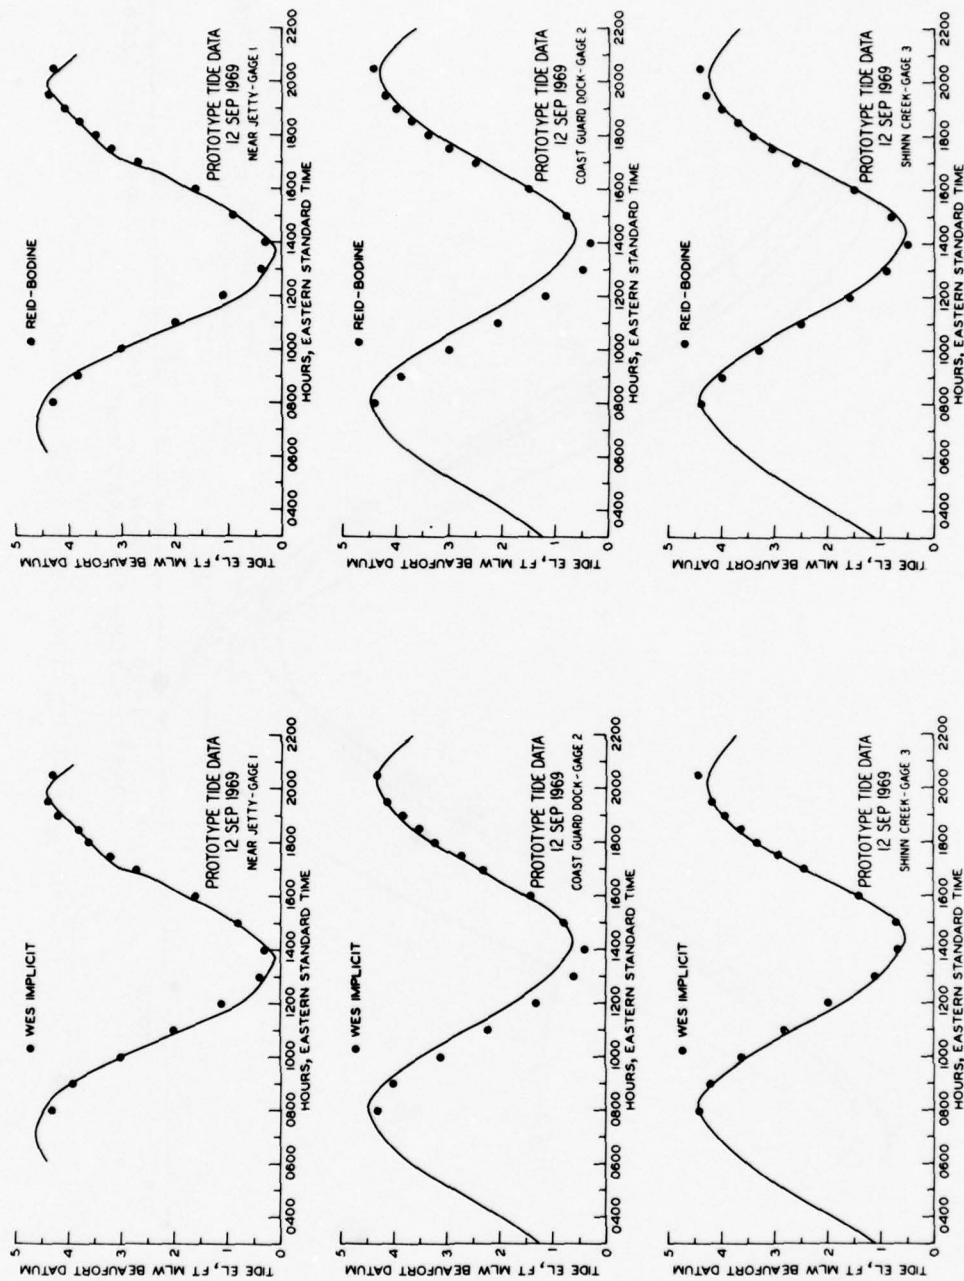 TIDE EL, FT MLW BEAUFORT DATUM
5
4
3
2
1
0
WES IMPLICIT
PROTOTYPE TIDE DATA
12 SEP 1969
NEAR JETTY-GAGE 1
0400 0600 0800 1000 1200 1400 1600 1800 2000 2200
HOURS, EASTERN STANDARD TIME
TIDE EL, FT MLW BEAUFORT DATUM
5
4
3
2
1
0
WES IMPLICIT
PROTOTYPE TIDE DATA
12 SEP 1969
COAST GUARD DOCK-GAGE 2
0400 0600 0800 1000 1200 1400 1600 1800 2000 2200
HOURS, EASTERN STANDARD TIME
TIDE EL, FT MLW BEAUFORT DATUM
5
4
3
2
1
0
WES IMPLICIT
PROTOTYPE TIDE DATA
12 SEP 1969
SHINN CREEK-GAGE 3
0400 0600 0800 1000 1200 1400 1600 1800 2000 2200
HOURS, EASTERN STANDARD TIME
TIDE EL, FT MLW BEAUFORT DATUM
5
4
3
2
1
0
REID-BODINE
PROTOTYPE TIDE DATA
12 SEP 1969
NEAR JETTY-GAGE 1
0400 0600 0800 1000 1200 1400 1600 1800 2000 2200
HOURS, EASTERN STANDARD TIME
TIDE EL, FT MLW BEAUFORT DATUM
5
4
3
2
1
0
REID-BODINE
PROTOTYPE TIDE DATA
12 SEP 1969
COAST GUARD DOCK-GAGE 2
0400 0600 0800 1000 1200 1400 1600 1800 2000 2200
HOURS, EASTERN STANDARD TIME
TIDE EL, FT MLW BEAUFORT DATUM
5
4
3
2
1
0
REID-BODINE
PROTOTYPE TIDE DATA
12 SEP 1969
SHINN CREEK-GAGE 3
0400 0600 0800 1000 1200 1400 1600 1800 2000 2200
HOURS, EASTERN STANDARD TIME